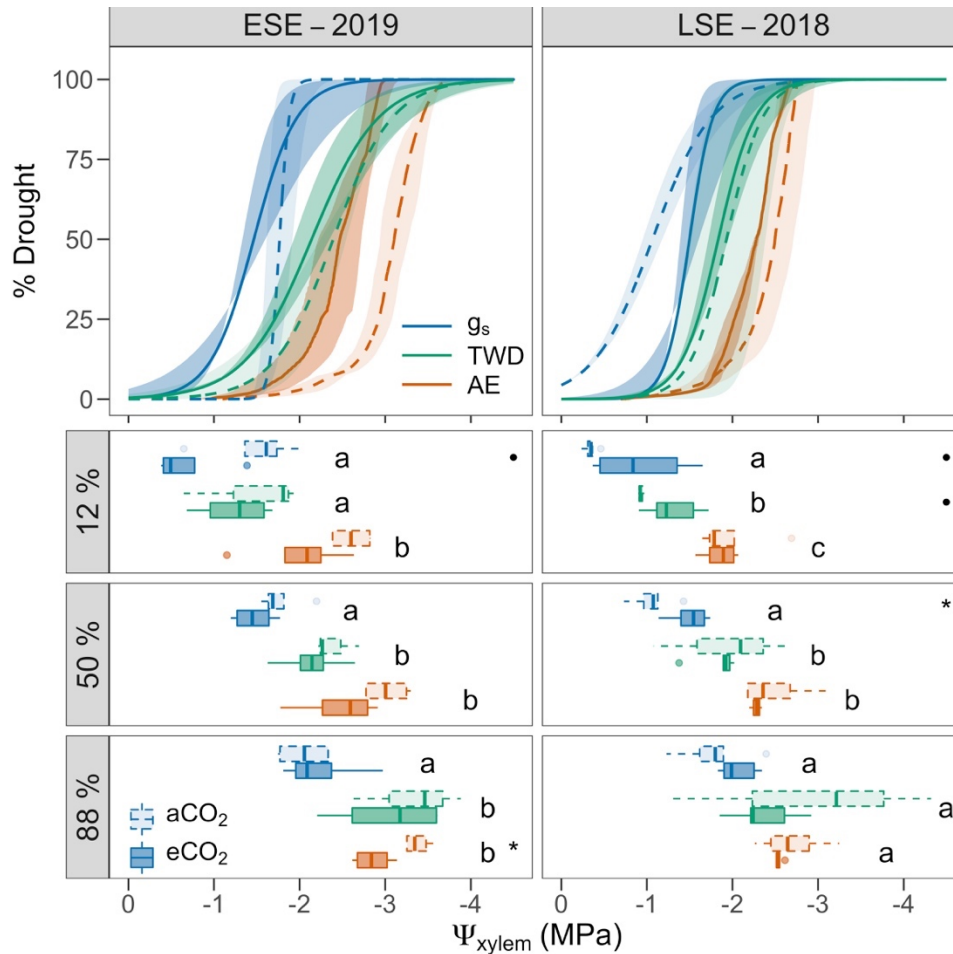 ESE – 2019
LSE – 2018
% Drought
100
75
50
25
0
gₛ
TWD
AE
12 %
a
•
a
b
a
•
b
•
c
50 %
a
b
b
a
*
b
b
88 %
a
b
b *
a
a
a
aCO₂
eCO₂
0 -1 -2 -3 -4
0 -1 -2 -3 -4
Ψxylem (MPa)